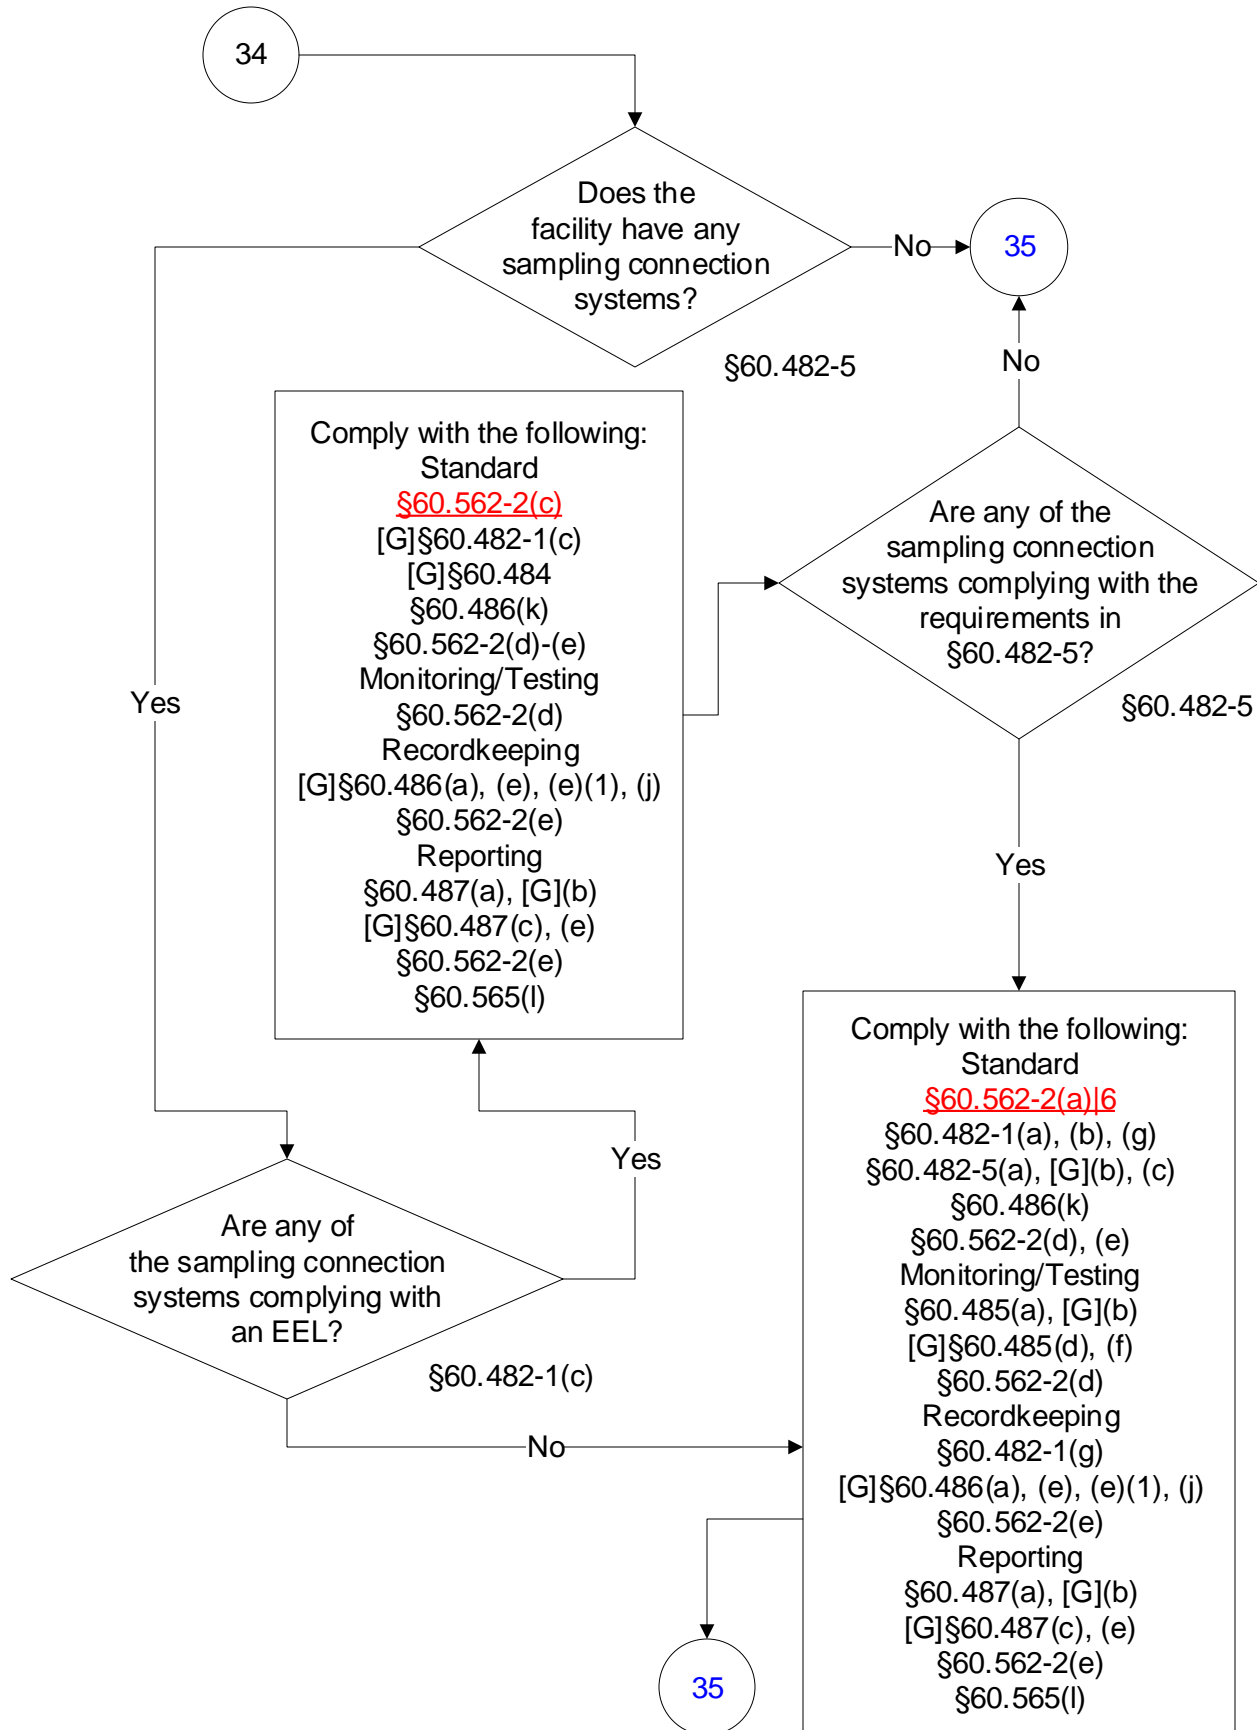 34
Does the
facility have any
sampling connection
systems?
No
35
§60.482-5
No
Comply with the following:
Standard
§60.562-2(c)
[G]§60.482-1(c)
[G]§60.484
§60.486(k)
§60.562-2(d)-(e)
Monitoring/Testing
§60.562-2(d)
Recordkeeping
[G]§60.486(a), (e), (e)(1), (j)
§60.562-2(e)
Reporting
§60.487(a), [G](b)
[G]§60.487(c), (e)
§60.562-2(e)
§60.565(l)
Are any of the
sampling connection
systems complying with the
requirements in
§60.482-5?
§60.482-5
Yes
Yes
Yes
Are any of
the sampling connection
systems complying with
an EEL?
§60.482-1(c)
No
Comply with the following:
Standard
§60.562-2(a)|6
§60.482-1(a), (b), (g)
§60.482-5(a), [G](b), (c)
§60.486(k)
§60.562-2(d), (e)
Monitoring/Testing
§60.485(a), [G](b)
[G]§60.485(d), (f)
§60.562-2(d)
Recordkeeping
§60.482-1(g)
[G]§60.486(a), (e), (e)(1), (j)
§60.562-2(e)
Reporting
§60.487(a), [G](b)
[G]§60.487(c), (e)
§60.562-2(e)
§60.565(l)
35